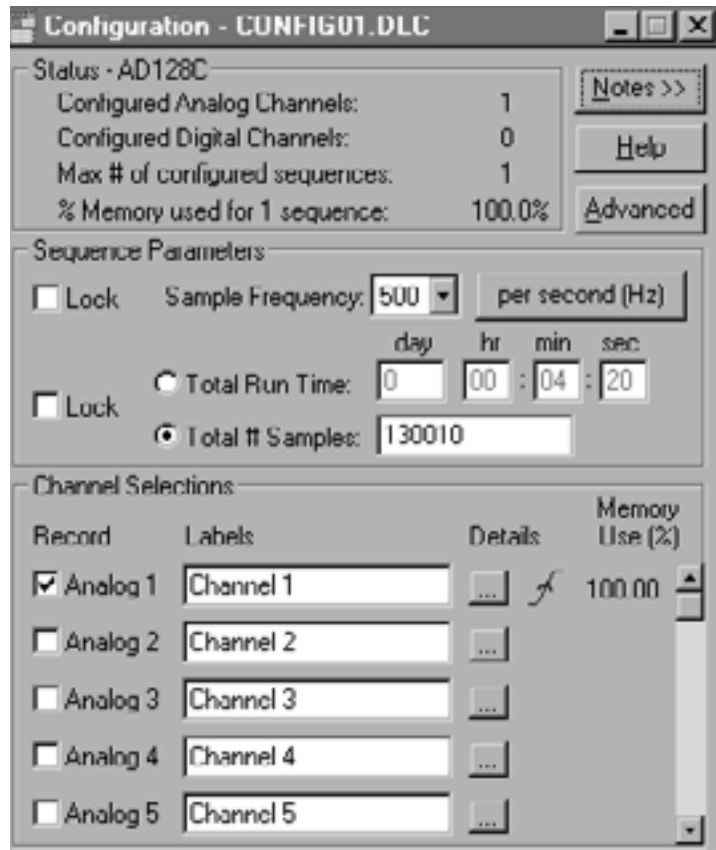 Configuration - CONFIG01.DLC
Status - AD128C
Configured Analog Channels: 1
Configured Digital Channels: 0
Max # of configured sequences: 1
% Memory used for 1 sequence: 100.0%
Notes >>
Help
Advanced
Sequence Parameters
Lock Sample Frequency: 500 per second (Hz)
day hr min sec
Total Run Time: 0 00 : 04 : 20
Lock
Total # Samples: 130010
Channel Selections
Record Labels Details Memory Use (%)
Analog 1 Channel 1 ... 100.00
Analog 2 Channel 2 ...
Analog 3 Channel 3 ...
Analog 4 Channel 4 ...
Analog 5 Channel 5 ...